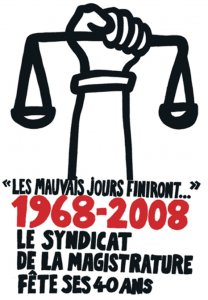 « LES MAUVAIS JOURS FINIRONT... »
1968-2008
LE SYNDICAT
DE LA MAGISTRATURE
FÊTE SES 40 ANS